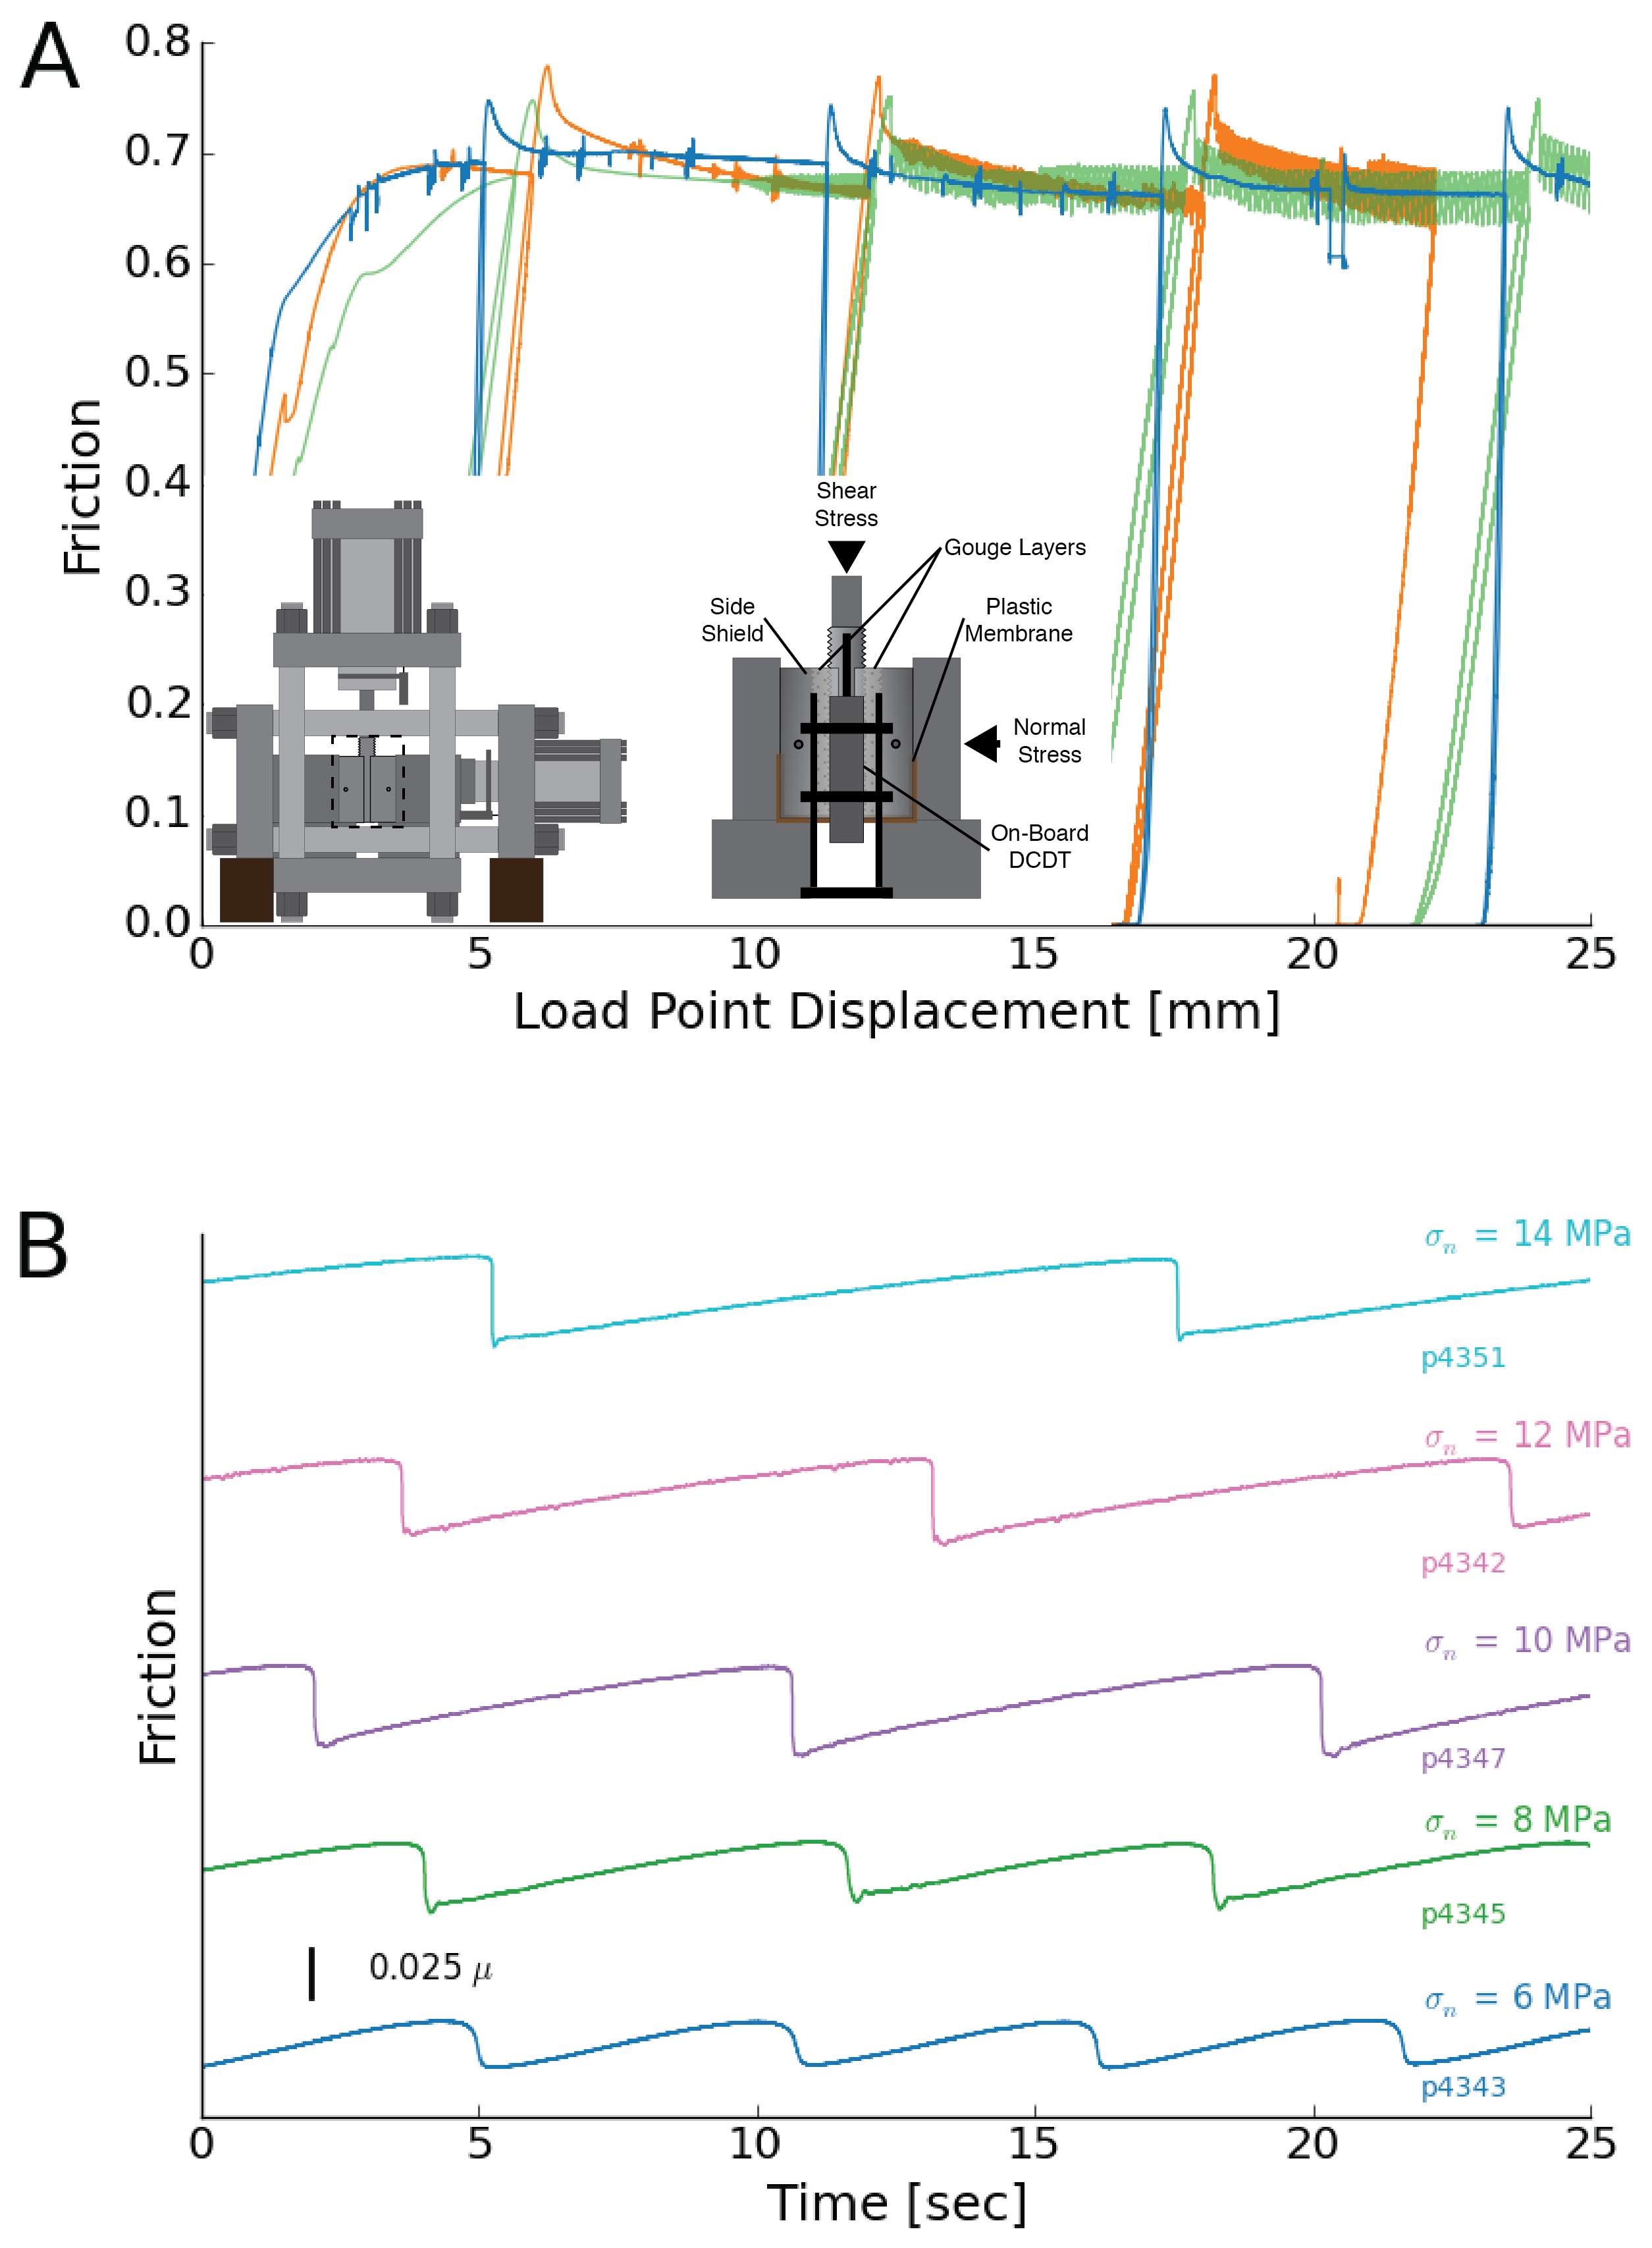 A
0.8
0.7
0.6
0.5
0.4
0.3
0.2
0.1
0.0
Friction
Shear
Stress
Gouge Layers
Side
Shield
Plastic
Membrane
Normal
Stress
On-Board
DCDT
0 5 10 15 20 25
Load Point Displacement [mm]
B
σn = 14 MPa
p4351
σn = 12 MPa
p4342
σn = 10 MPa
p4347
σn = 8 MPa
p4345
0.025 μ
σn = 6 MPa
p4343
Friction
0 5 10 15 20 25
Time [sec]